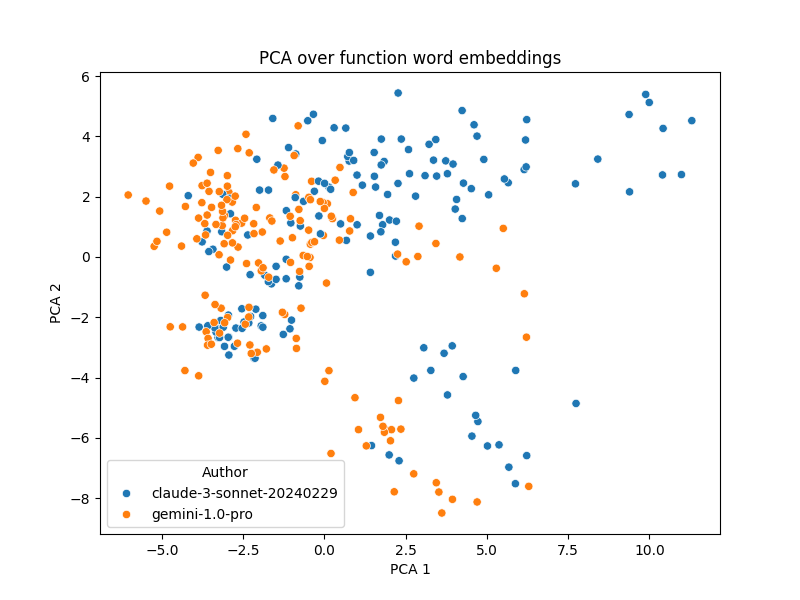 PCA over function word embeddings
6
4
2
0
−2
−4
−6
−8
PCA 2
Author
claude-3-sonnet-20240229
gemini-1.0-pro
−5.0
−2.5
0.0
2.5
5.0
7.5
10.0
PCA 1